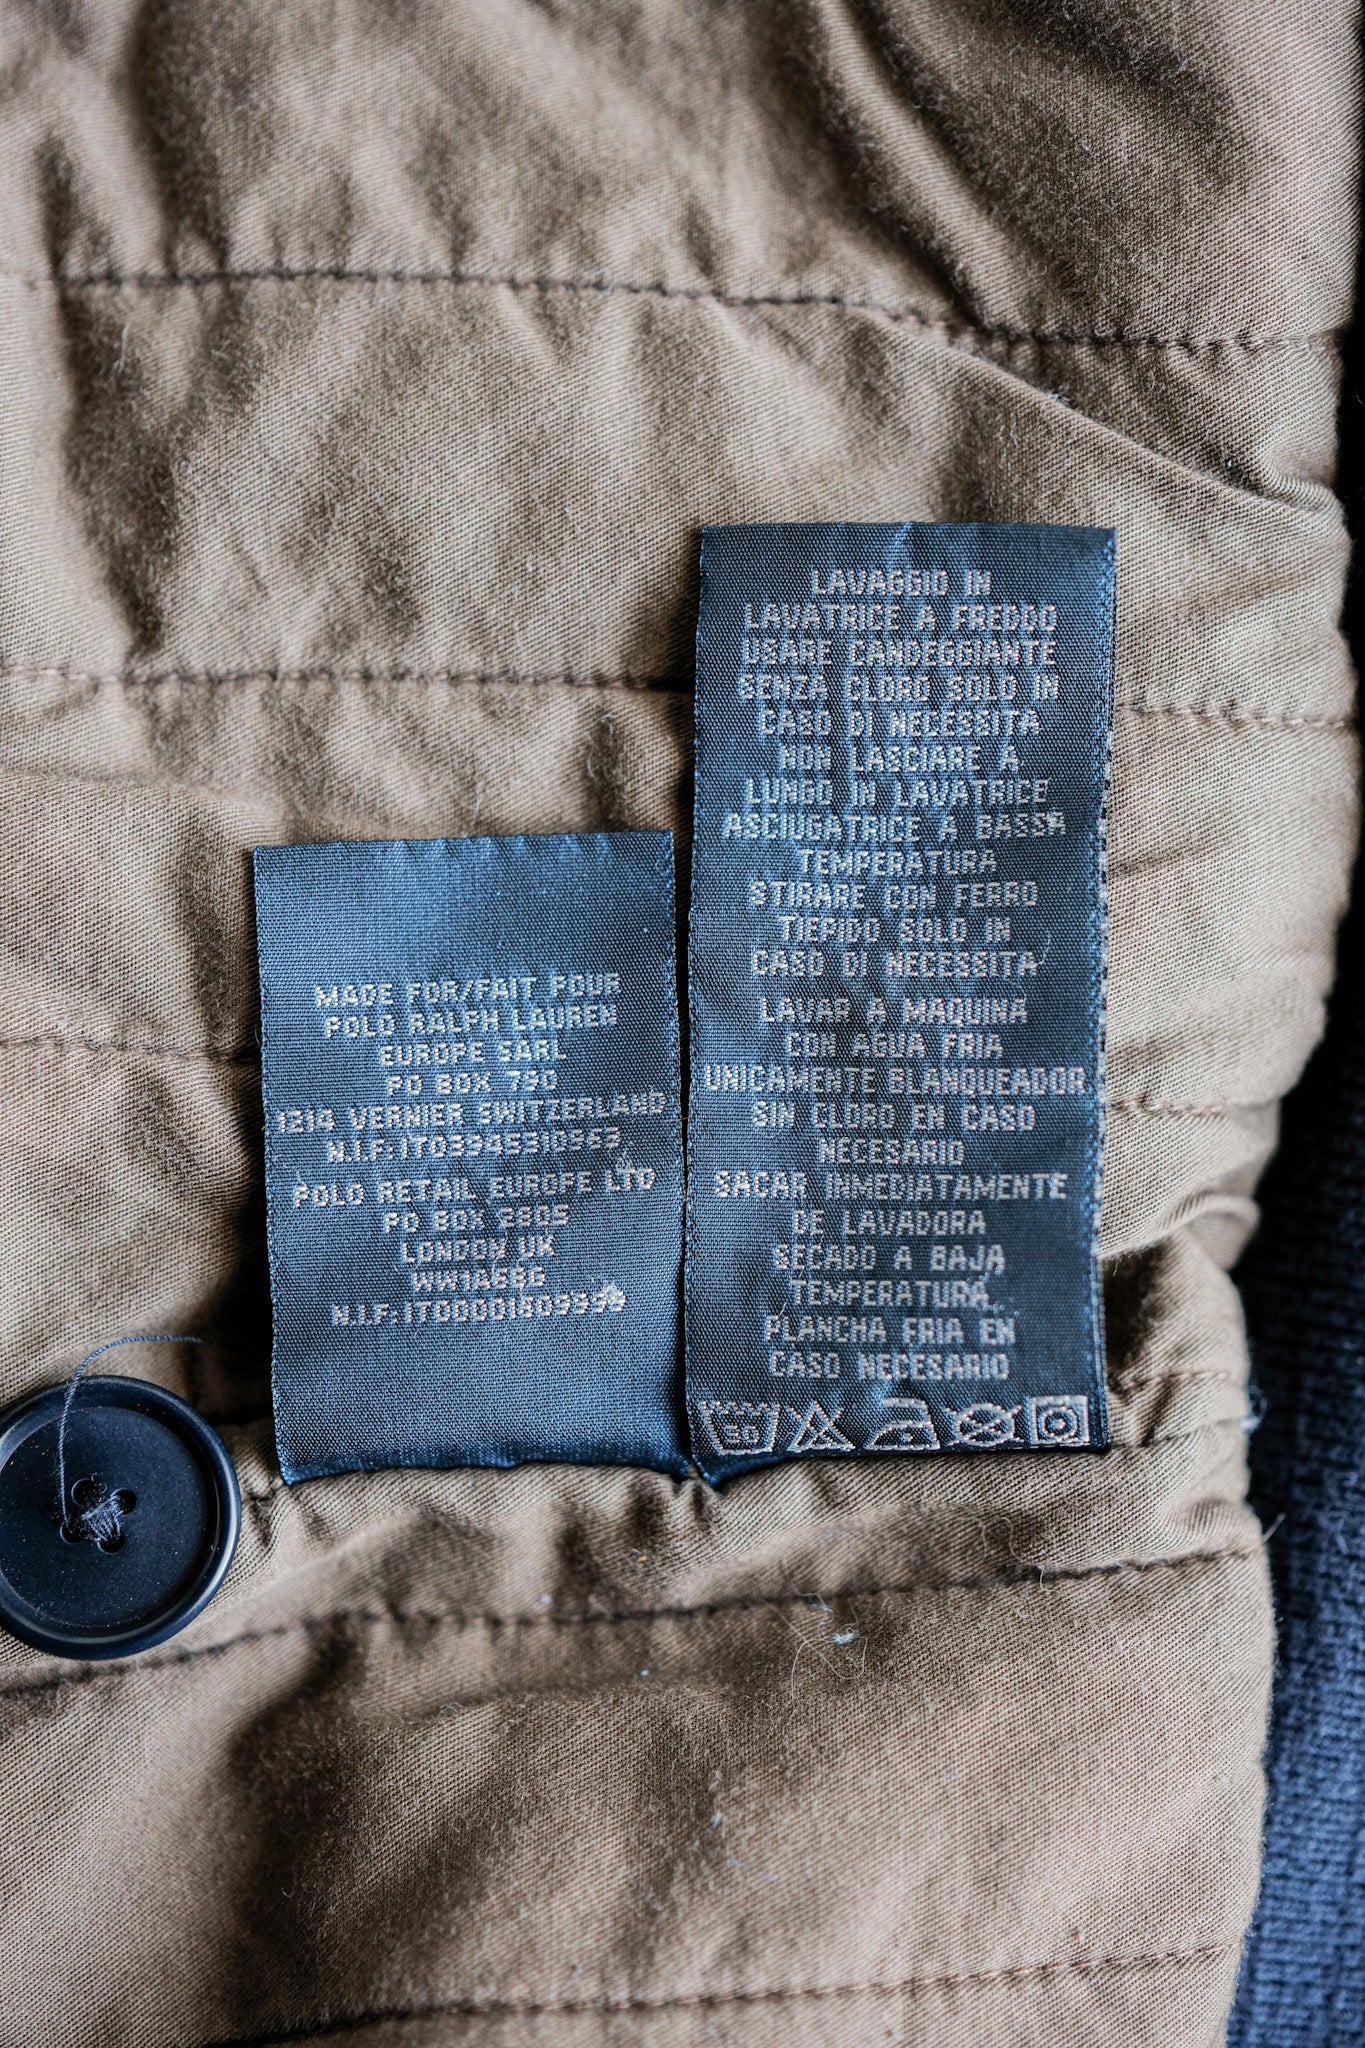 MADE FOR/FAIT POUR
POLO RALPH LAUREN
EUROPE SARL
PO BOX 790
1214 VERNIER SWITZERLAND
POLO RETAIL EUROPE LTD
PO BOX 2805
LONDON UK
LAVAGGIO IN
LAVATRICE A FREDDO
USARE CANDEGGIANTE
SENZA CLORO SOLO IN
CASO DI NECESSITA
NON LASCIARE A
LUNGO IN LAVATRICE
ASCIUGATRICE A BASSA
TEMPERATURA
STIRARE CON FERRO
TIEPIDO SOLO IN
CASO DI NECESSITA
LAVAR A MAQUINA
CON AGUA FRIA
UNICAMENTE BLANQUEADOR
SIN CLORO EN CASO
NECESARIO
SACAR INMEDIATAMENTE
DE LAVADORA
SECADO A BAJA
TEMPERATURA
PLANCHA FRIA EN
CASO NECESARIO
30